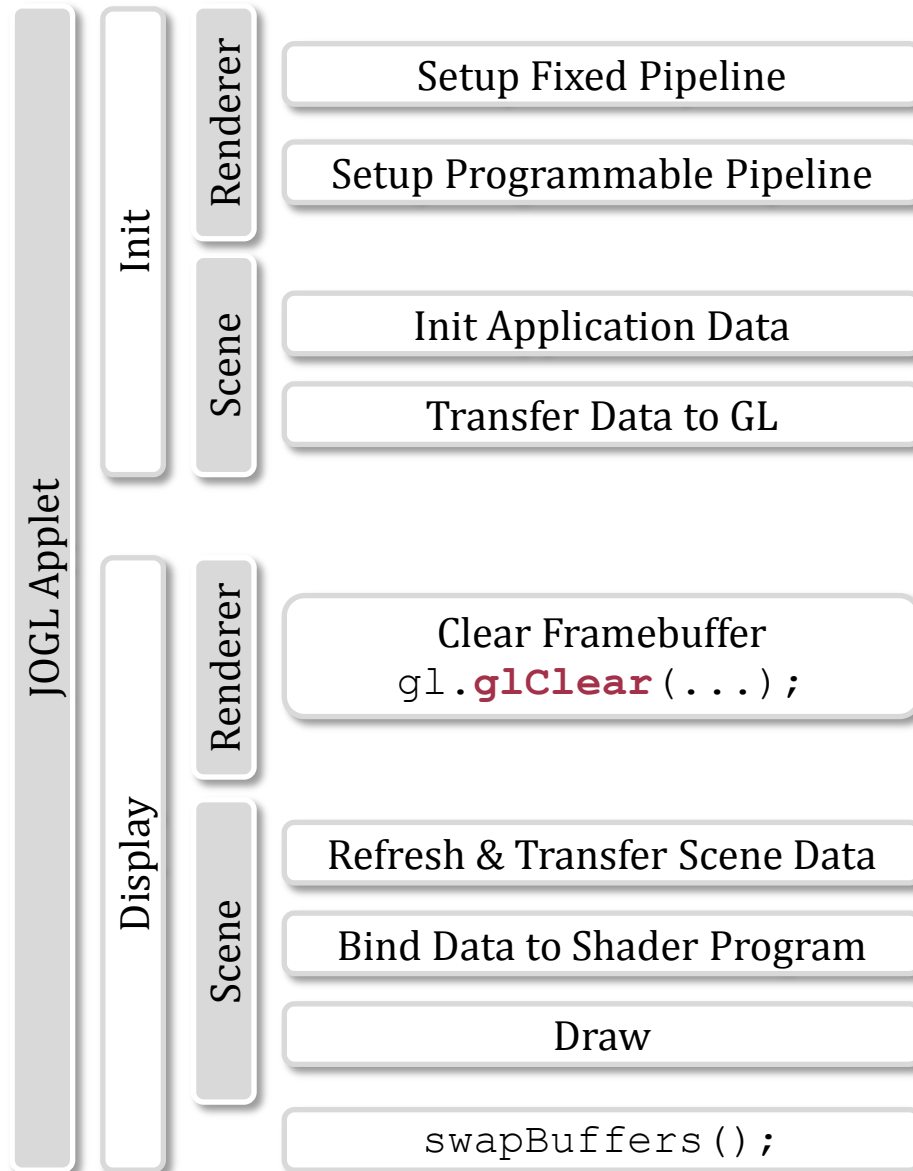 JOGL Applet
Init
Renderer
Setup Fixed Pipeline
Setup Programmable Pipeline
Scene
Init Application Data
Transfer Data to GL
Display
Renderer
Clear Framebuffer
gl.glClear(...);
Scene
Refresh & Transfer Scene Data
Bind Data to Shader Program
Draw
swapBuffers();